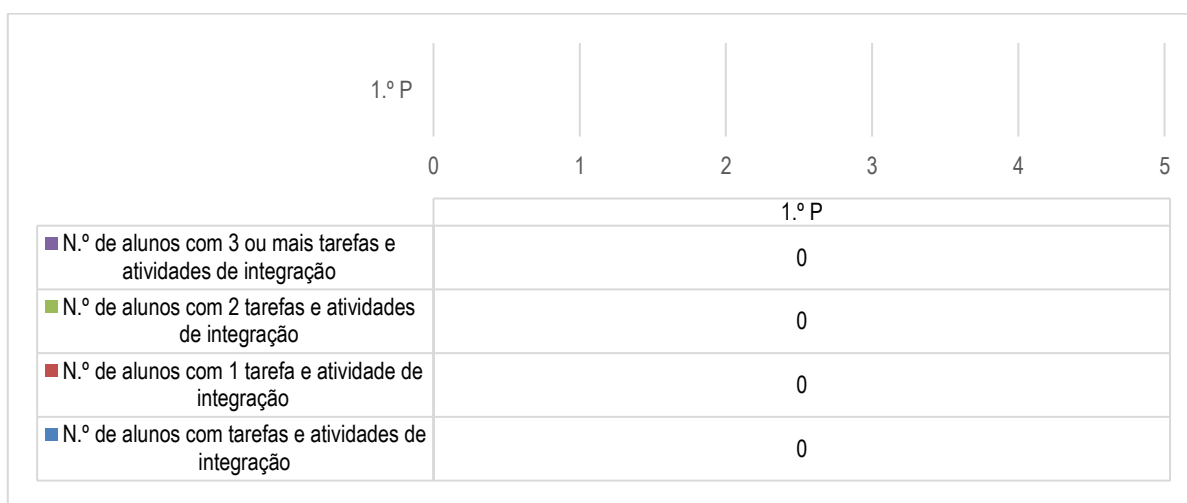 1.º P
0 1 2 3 4 5
1.º P
N.º de alunos com 3 ou mais tarefas e
atividades de integração
0
N.º de alunos com 2 tarefas e atividades
de integração
0
N.º de alunos com 1 tarefa e atividade de
integração
0
N.º de alunos com tarefas e atividades de
integração
0